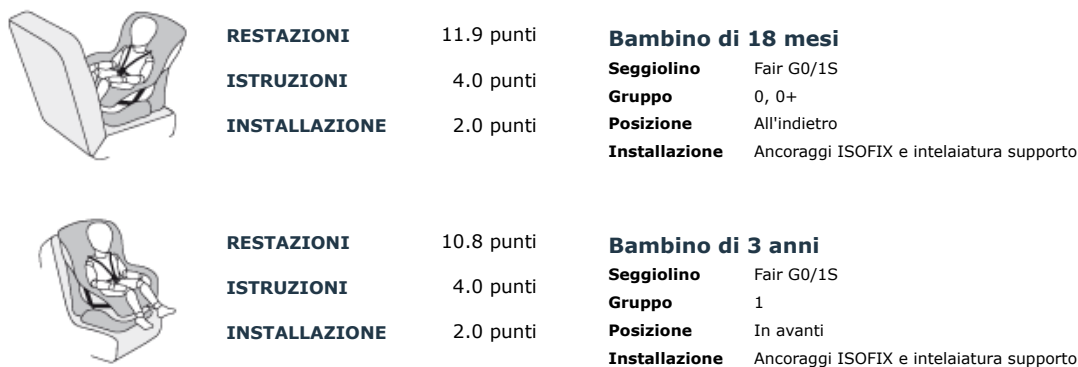 RESTAZIONI 11.9 punti
ISTRUZIONI 4.0 punti
INSTALLAZIONE 2.0 punti
Bambino di 18 mesi
Seggiolino Fair G0/1S
Gruppo 0, 0+
Posizione All'indietro
Installazione Ancoraggi ISOFIX e intelaiatura supporto
RESTAZIONI 10.8 punti
ISTRUZIONI 4.0 punti
INSTALLAZIONE 2.0 punti
Bambino di 3 anni
Seggiolino Fair G0/1S
Gruppo 1
Posizione In avanti
Installazione Ancoraggi ISOFIX e intelaiatura supporto